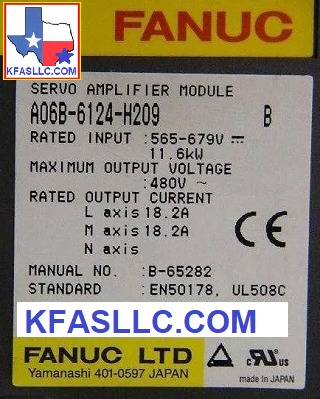 FANUC
KFASLLC.COM
SERVO AMPLIFIER MODULE
A06B-6124-H209 B
RATED INPUT :565-679V ⎓
11.6kW
MAXIMUM OUTPUT VOLTAGE
:480V ~
RATED OUTPUT CURRENT
L axis 18.2A
M axis 18.2A
N axis
CE
MANUAL NO. :B-65282
STANDARD :EN50178, UL508C
KFASLLC.COM
FANUC LTD
Yamanashi 401-0597 JAPAN
c RU us
made in JAPAN